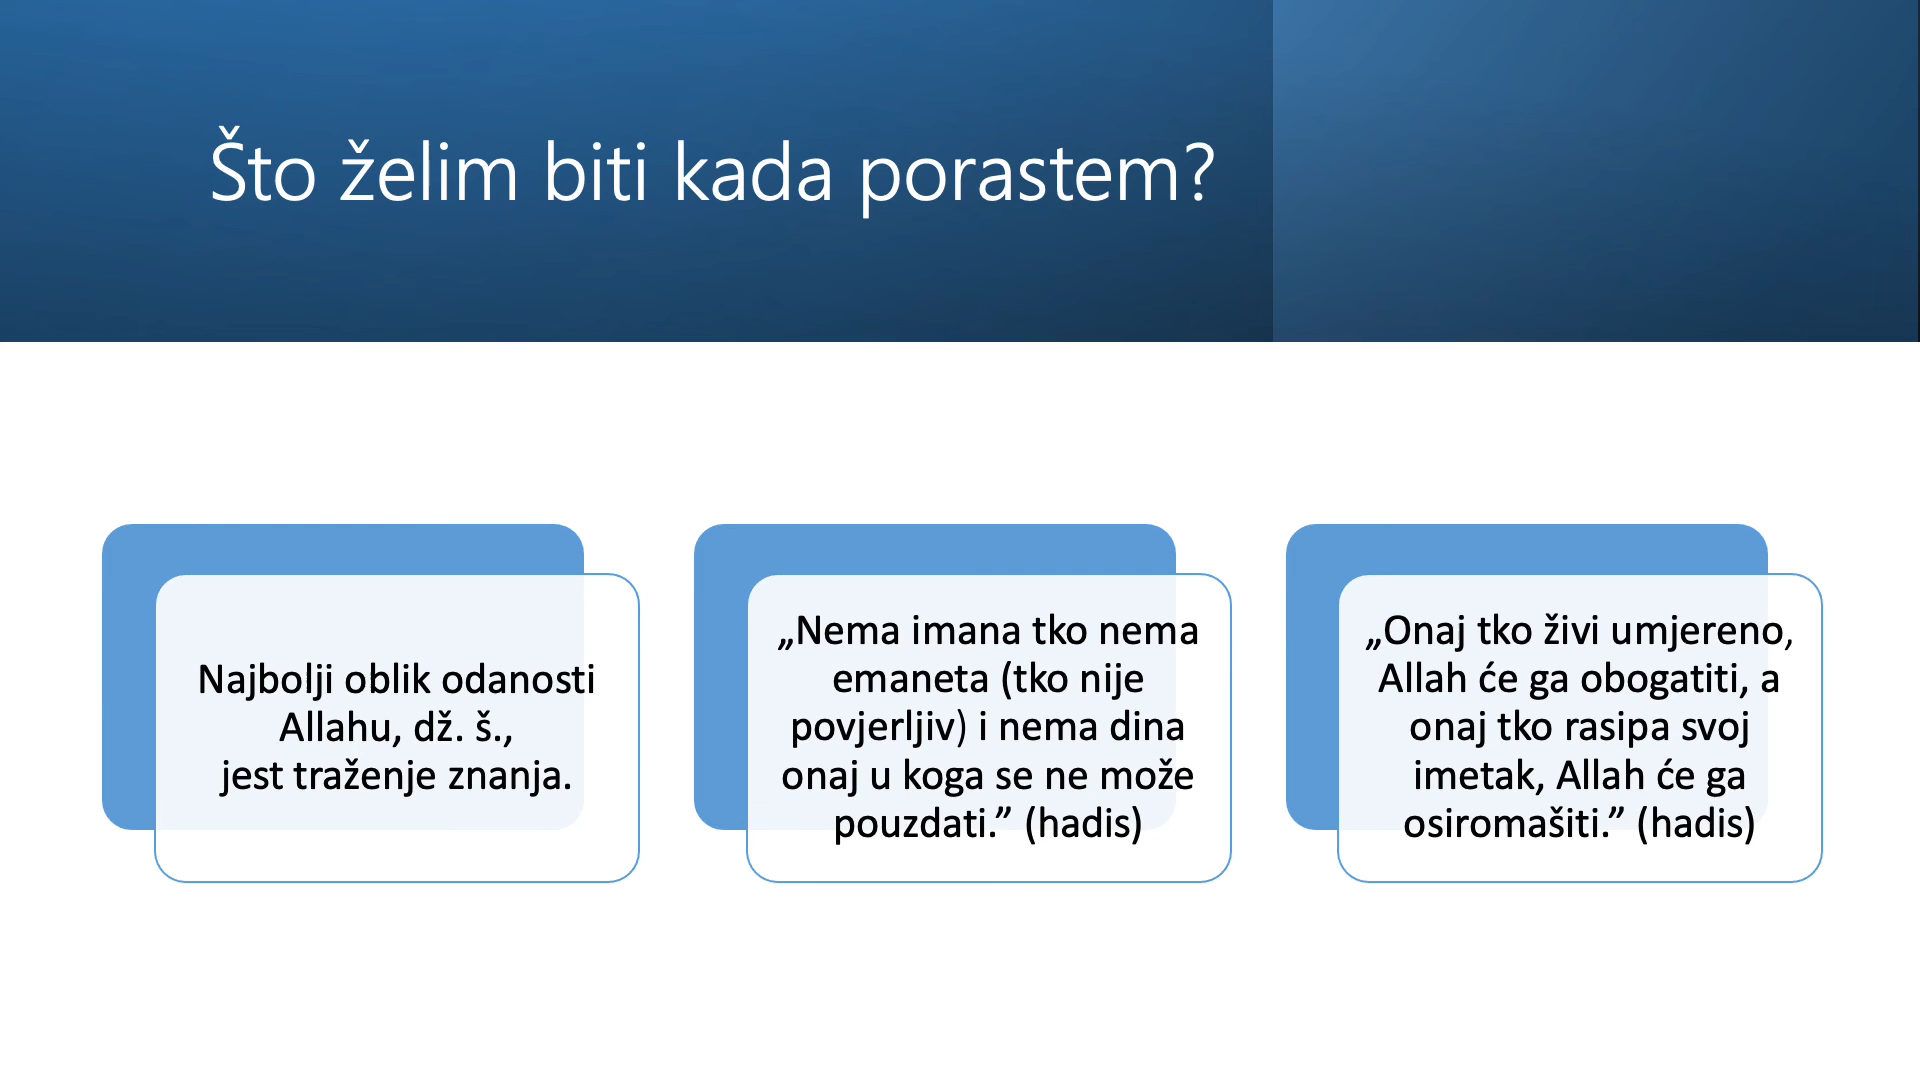 Što želim biti kada porastem?
Najbolji oblik odanosti
Allahu, dž. š.,
jest traženje znanja.
„Nema imana tko nema
emaneta (tko nije
povjerljiv) i nema dina
onaj u koga se ne može
pouzdati.” (hadis)
„Onaj tko živi umjereno,
Allah će ga obogatiti, a
onaj tko rasipa svoj
imetak, Allah će ga
osiromašiti.” (hadis)